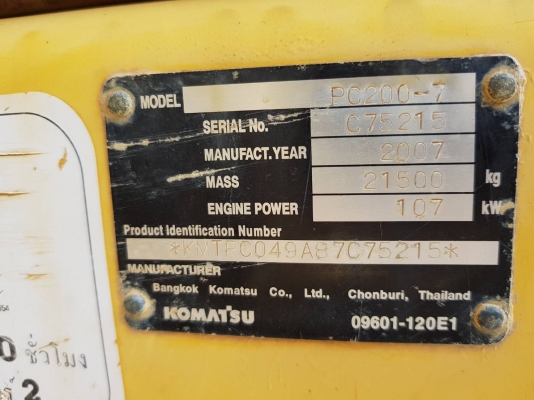 MODEL PC200-7
SERIAL No. C75215
MANUFACT.YEAR 2007
MASS 21500 kg
ENGINE POWER 107 kW
Product Identification Number
*KMTPC049A87C75215*
MANUFACTURER
Bangkok Komatsu Co., Ltd., Chonburi, Thailand
KOMATSU 09601-120E1
ชั่วโมง
2